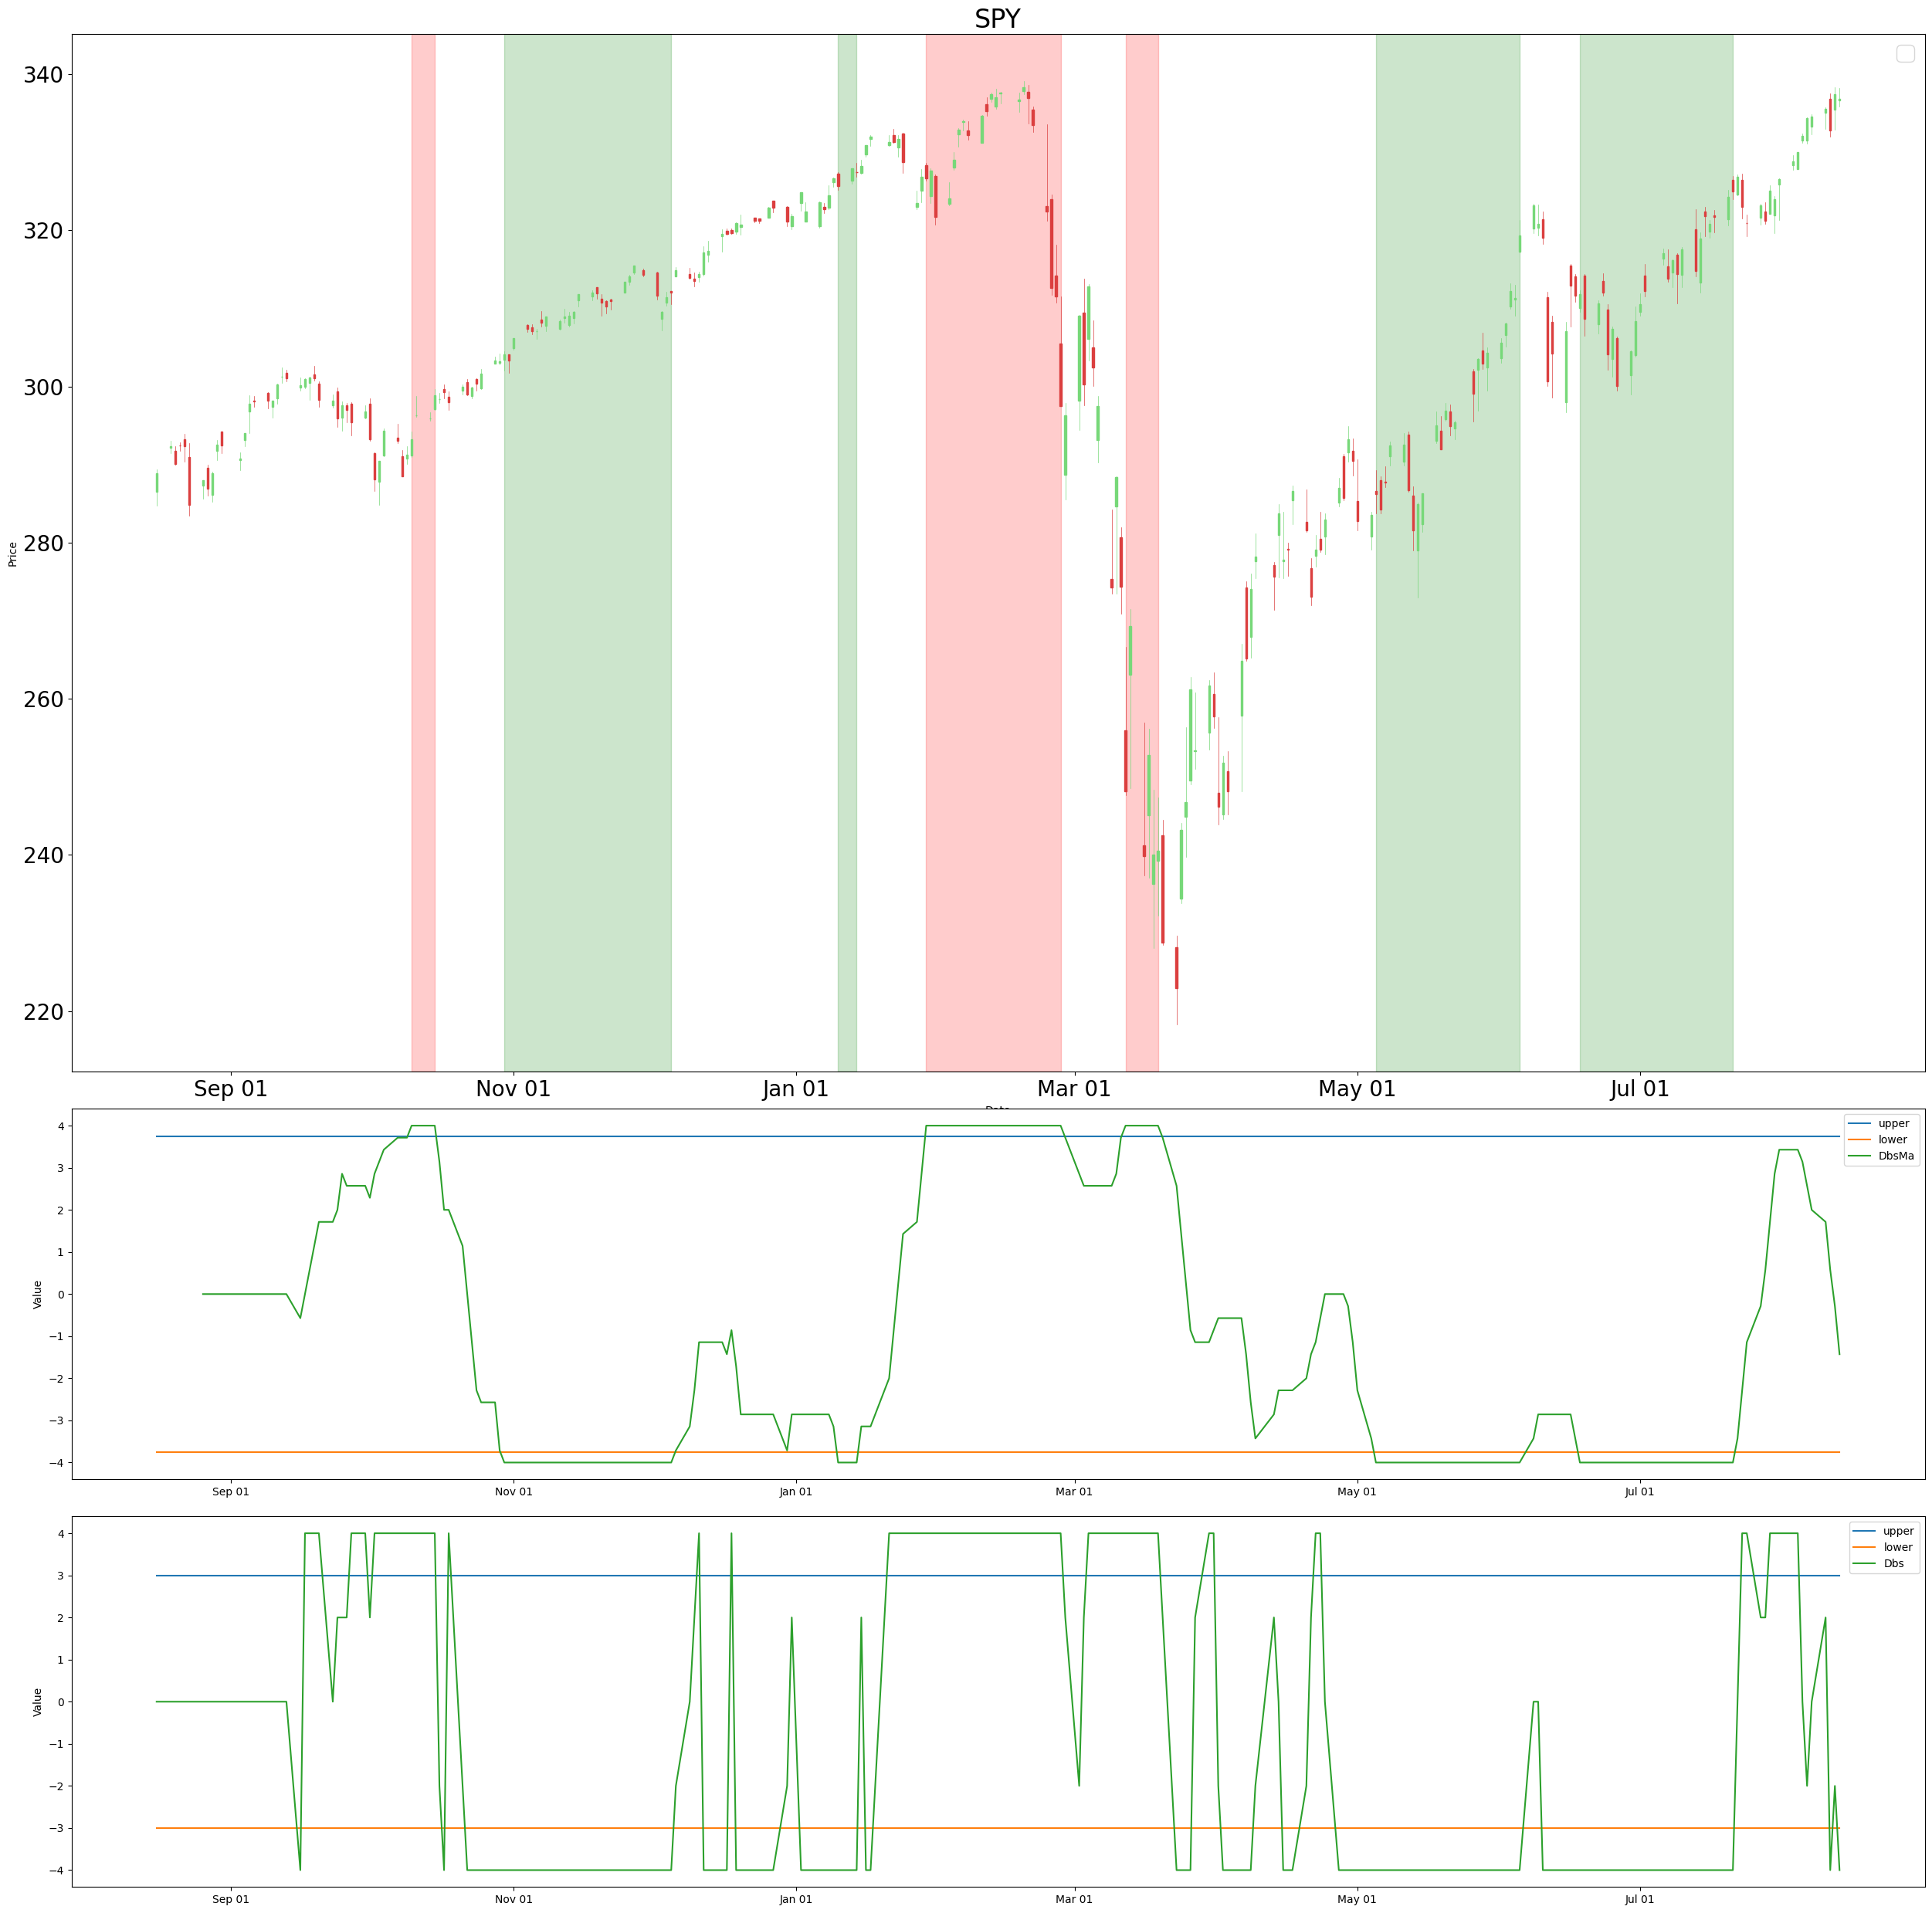 SPY
340
320
300
280
260
240
220
Price
Sep 01
Nov 01
Jan 01
Mar 01
May 01
Jul 01
4
3
2
1
0
−1
−2
−3
−4
Value
upper
lower
DbsMa
Sep 01
Nov 01
Jan 01
Mar 01
May 01
Jul 01
4
3
2
1
0
−1
−2
−3
−4
Value
upper
lower
Dbs
Sep 01
Nov 01
Jan 01
Mar 01
May 01
Jul 01